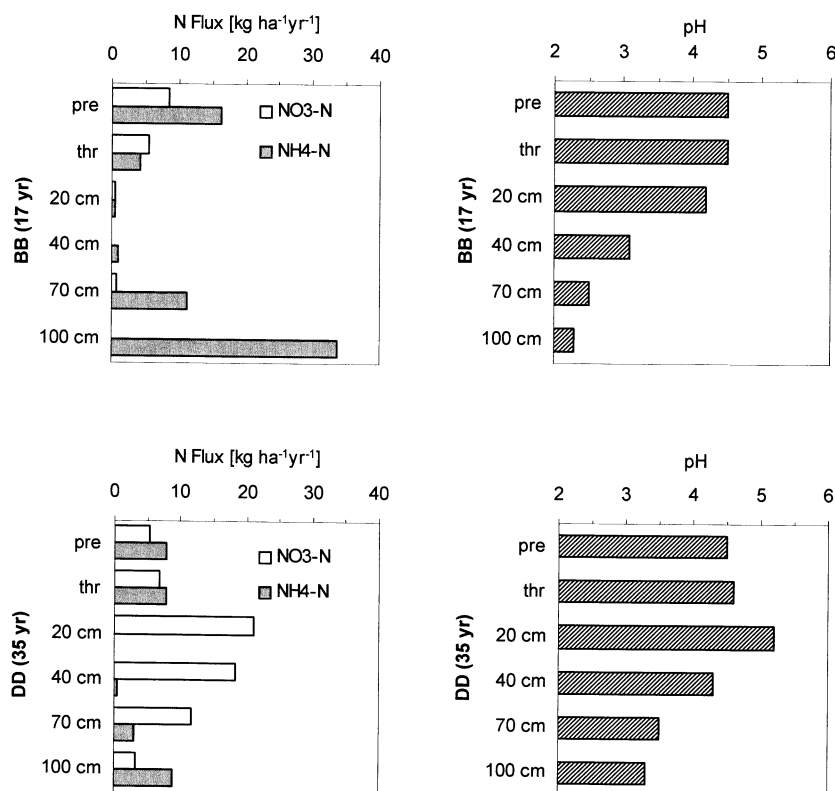 N Flux [kg ha⁻¹yr⁻¹]
0 10 20 30 40
BB (17 yr)
pre
thr
20 cm
40 cm
70 cm
100 cm
NO3-N
NH4-N
pH
2 3 4 5 6
BB (17 yr)
pre
thr
20 cm
40 cm
70 cm
100 cm
N Flux [kg ha⁻¹yr⁻¹]
0 10 20 30 40
DD (35 yr)
pre
thr
20 cm
40 cm
70 cm
100 cm
NO3-N
NH4-N
pH
2 3 4 5 6
DD (35 yr)
pre
thr
20 cm
40 cm
70 cm
100 cm